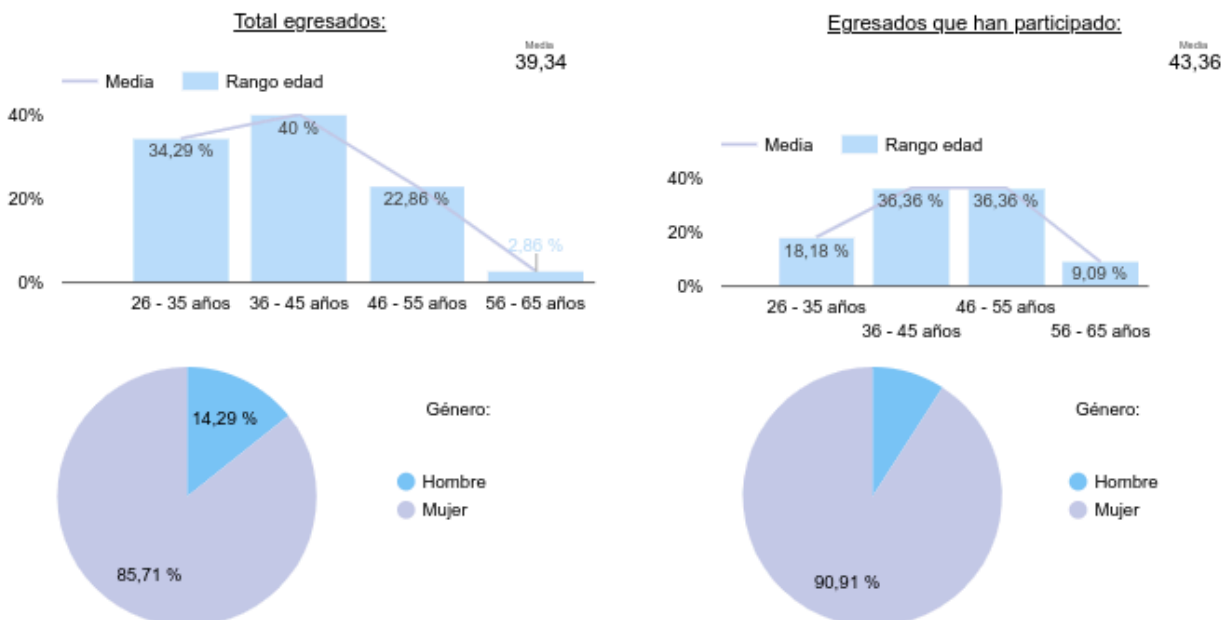 Total egresados:
Media
39,34
Media
Rango edad
40%
20%
0%
34,29 %
40 %
22,86 %
2,86 %
26 - 35 años
36 - 45 años
46 - 55 años
56 - 65 años
14,29 %
85,71 %
Género:
Hombre
Mujer
Egresados que han participado:
Media
43,36
Media
Rango edad
40%
20%
0%
18,18 %
36,36 %
36,36 %
9,09 %
26 - 35 años
46 - 55 años
36 - 45 años
56 - 65 años
90,91 %
Género:
Hombre
Mujer